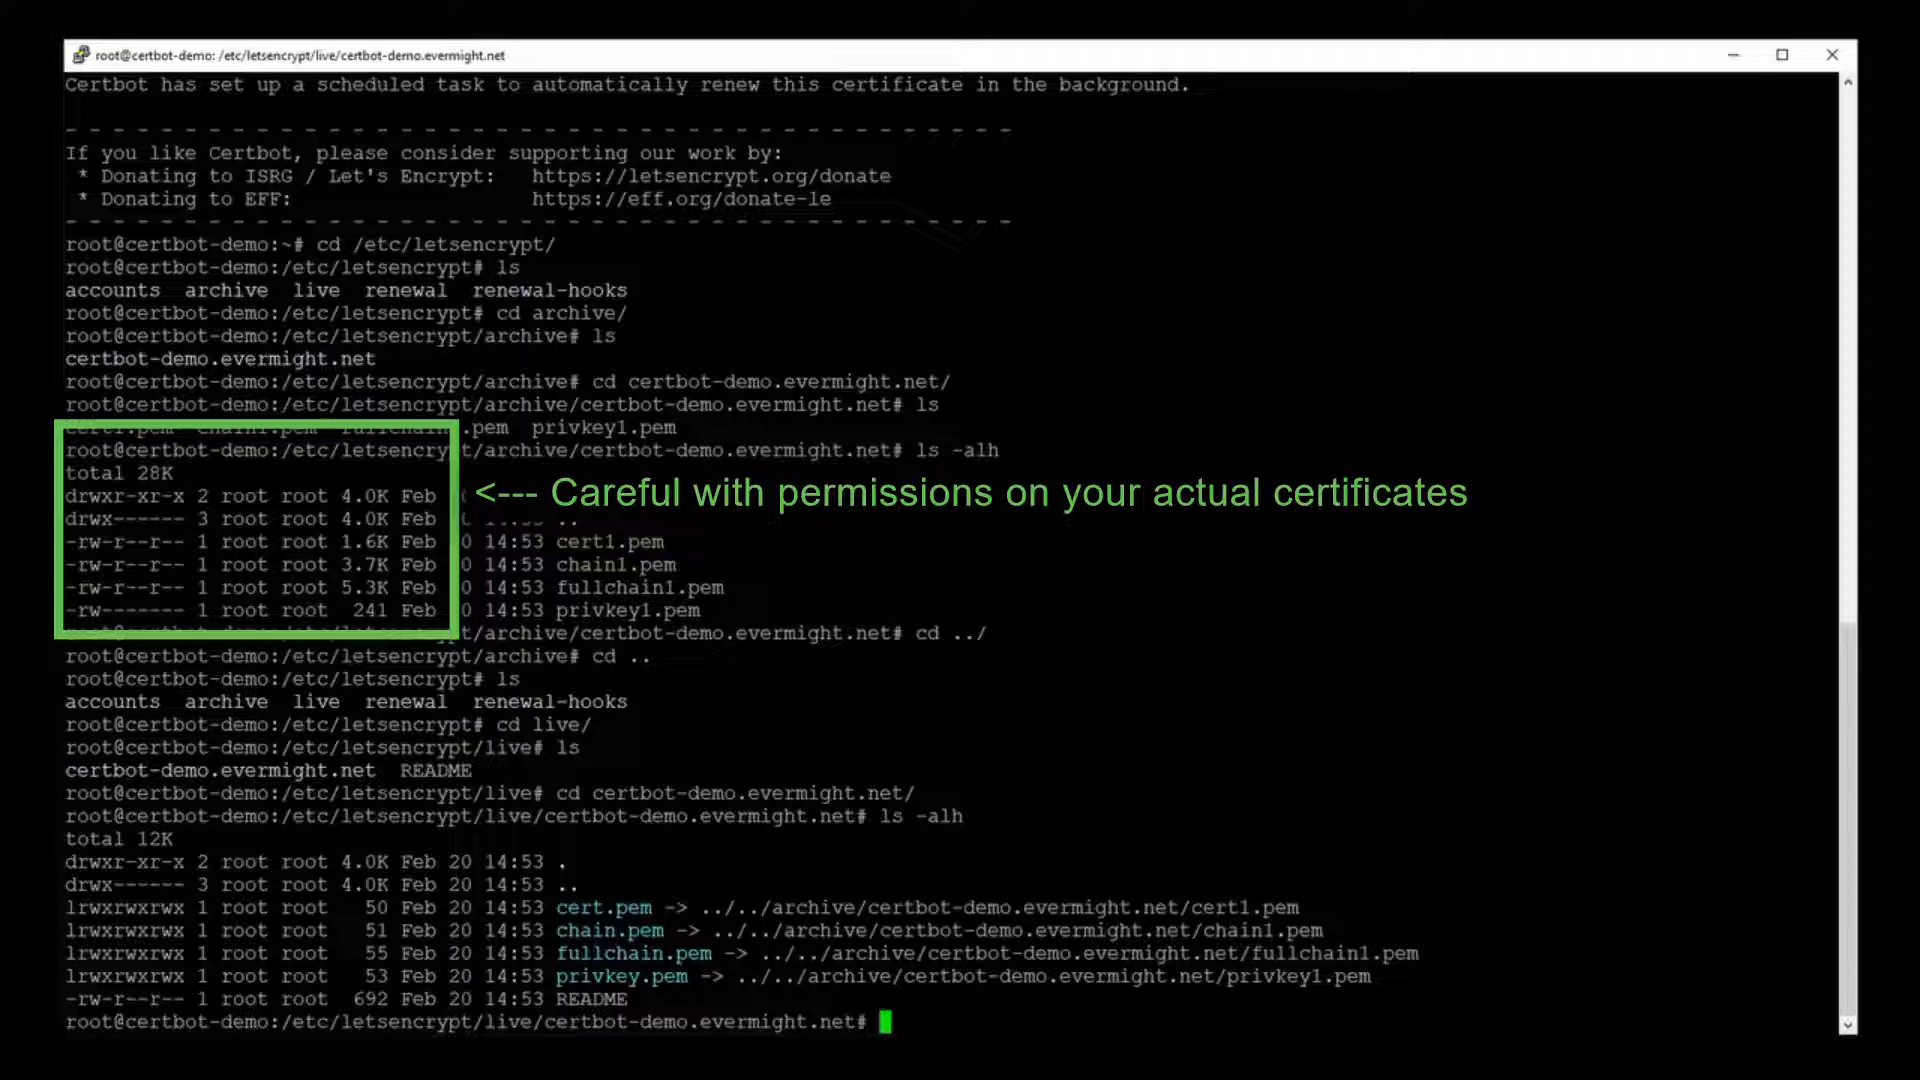 root@certbot-demo: /etc/letsencrypt/live/certbot-demo.evermight.net
Certbot has set up a scheduled task to automatically renew this certificate in the background.
- - - - - - - - - - - - - - - - - - - - - - - - - - - - - - - - - - - - - - - -
If you like Certbot, please consider supporting our work by:
* Donating to ISRG / Let's Encrypt:   https://letsencrypt.org/donate
* Donating to EFF:                    https://eff.org/donate-le
- - - - - - - - - - - - - - - - - - - - - - - - - - - - - - - - - - - - - - - -
root@certbot-demo:~# cd /etc/letsencrypt/
root@certbot-demo:/etc/letsencrypt# ls
accounts  archive  live  renewal  renewal-hooks
root@certbot-demo:/etc/letsencrypt# cd archive/
root@certbot-demo:/etc/letsencrypt/archive# ls
certbot-demo.evermight.net
root@certbot-demo:/etc/letsencrypt/archive# cd certbot-demo.evermight.net/
root@certbot-demo:/etc/letsencrypt/archive/certbot-demo.evermight.net# ls
cert1.pem  chain1.pem  fullchain1.pem  privkey1.pem
root@certbot-demo:/etc/letsencrypt/archive/certbot-demo.evermight.net# ls -alh
total 28K
drwxr-xr-x 2 root root 4.0K Feb
<--- Careful with permissions on your actual certificates
drwx------ 3 root root 4.0K Feb ..
-rw-r--r-- 1 root root 1.6K Feb 0 14:53 cert1.pem
-rw-r--r-- 1 root root 3.7K Feb 0 14:53 chain1.pem
-rw-r--r-- 1 root root 5.3K Feb 0 14:53 fullchain1.pem
-rw------- 1 root root  241 Feb 0 14:53 privkey1.pem
root@certbot-demo:/etc/letsencrypt/archive/certbot-demo.evermight.net# cd ../
root@certbot-demo:/etc/letsencrypt/archive# cd ..
root@certbot-demo:/etc/letsencrypt# ls
accounts  archive  live  renewal  renewal-hooks
root@certbot-demo:/etc/letsencrypt# cd live/
root@certbot-demo:/etc/letsencrypt/live# ls
certbot-demo.evermight.net  README
root@certbot-demo:/etc/letsencrypt/live# cd certbot-demo.evermight.net/
root@certbot-demo:/etc/letsencrypt/live/certbot-demo.evermight.net# ls -alh
total 12K
drwxr-xr-x 2 root root 4.0K Feb 20 14:53 .
drwx------ 3 root root 4.0K Feb 20 14:53 ..
lrwxrwxrwx 1 root root   50 Feb 20 14:53 cert.pem -> ../../archive/certbot-demo.evermight.net/cert1.pem
lrwxrwxrwx 1 root root   51 Feb 20 14:53 chain.pem -> ../../archive/certbot-demo.evermight.net/chain1.pem
lrwxrwxrwx 1 root root   55 Feb 20 14:53 fullchain.pem -> ../../archive/certbot-demo.evermight.net/fullchain1.pem
lrwxrwxrwx 1 root root   53 Feb 20 14:53 privkey.pem -> ../../archive/certbot-demo.evermight.net/privkey1.pem
-rw-r--r-- 1 root root  692 Feb 20 14:53 README
root@certbot-demo:/etc/letsencrypt/live/certbot-demo.evermight.net#